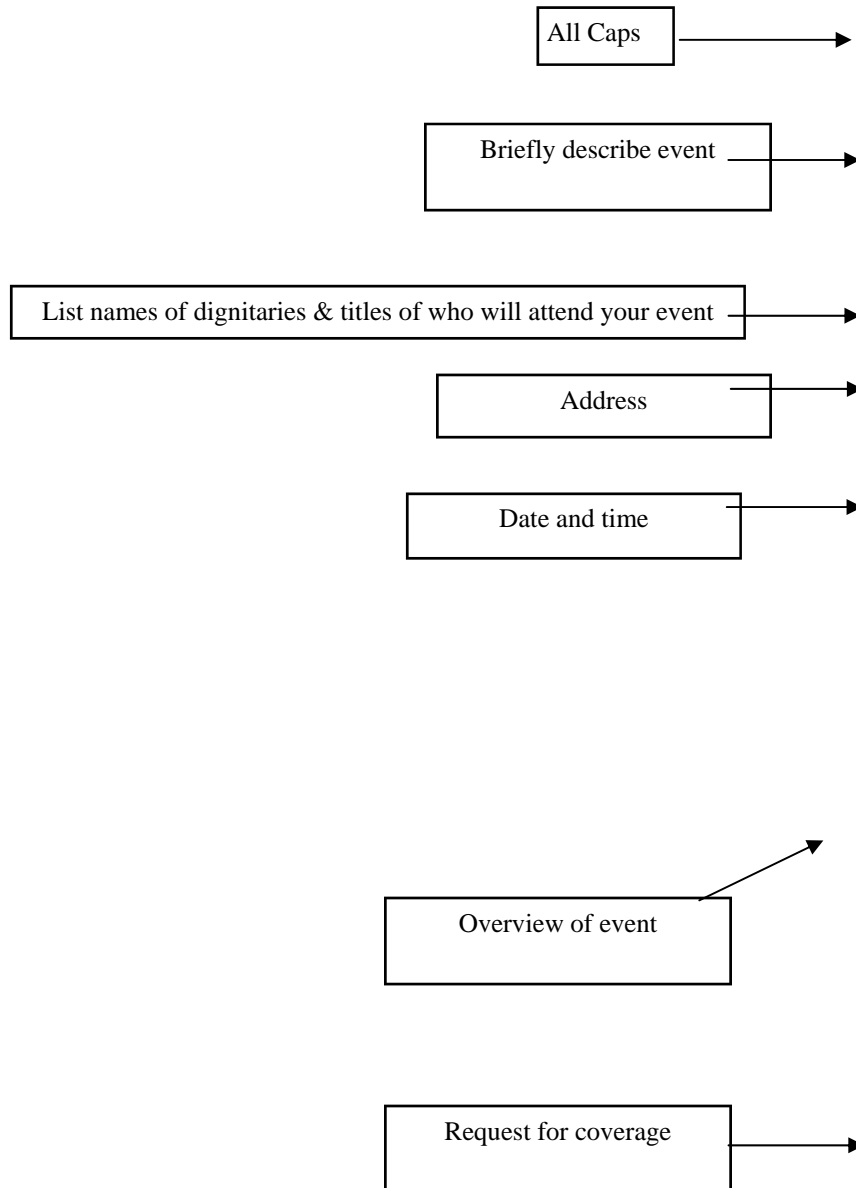 All Caps
Briefly describe event
List names of dignitaries & titles of who will attend your event
Address
Date and time
Overview of event
Request for coverage